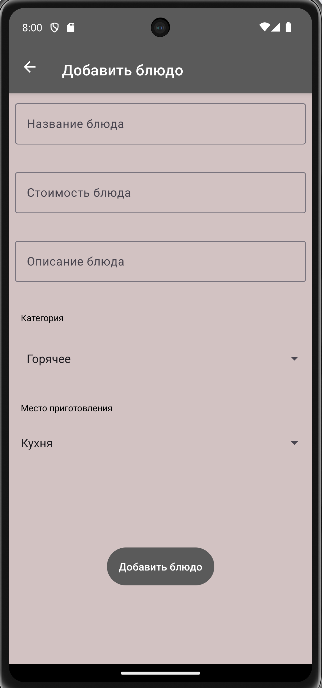 8:00
Добавить блюдо
Название блюда
Стоимость блюда
Описание блюда
Категория
Горячее
Место приготовления
Кухня
Добавить блюдо